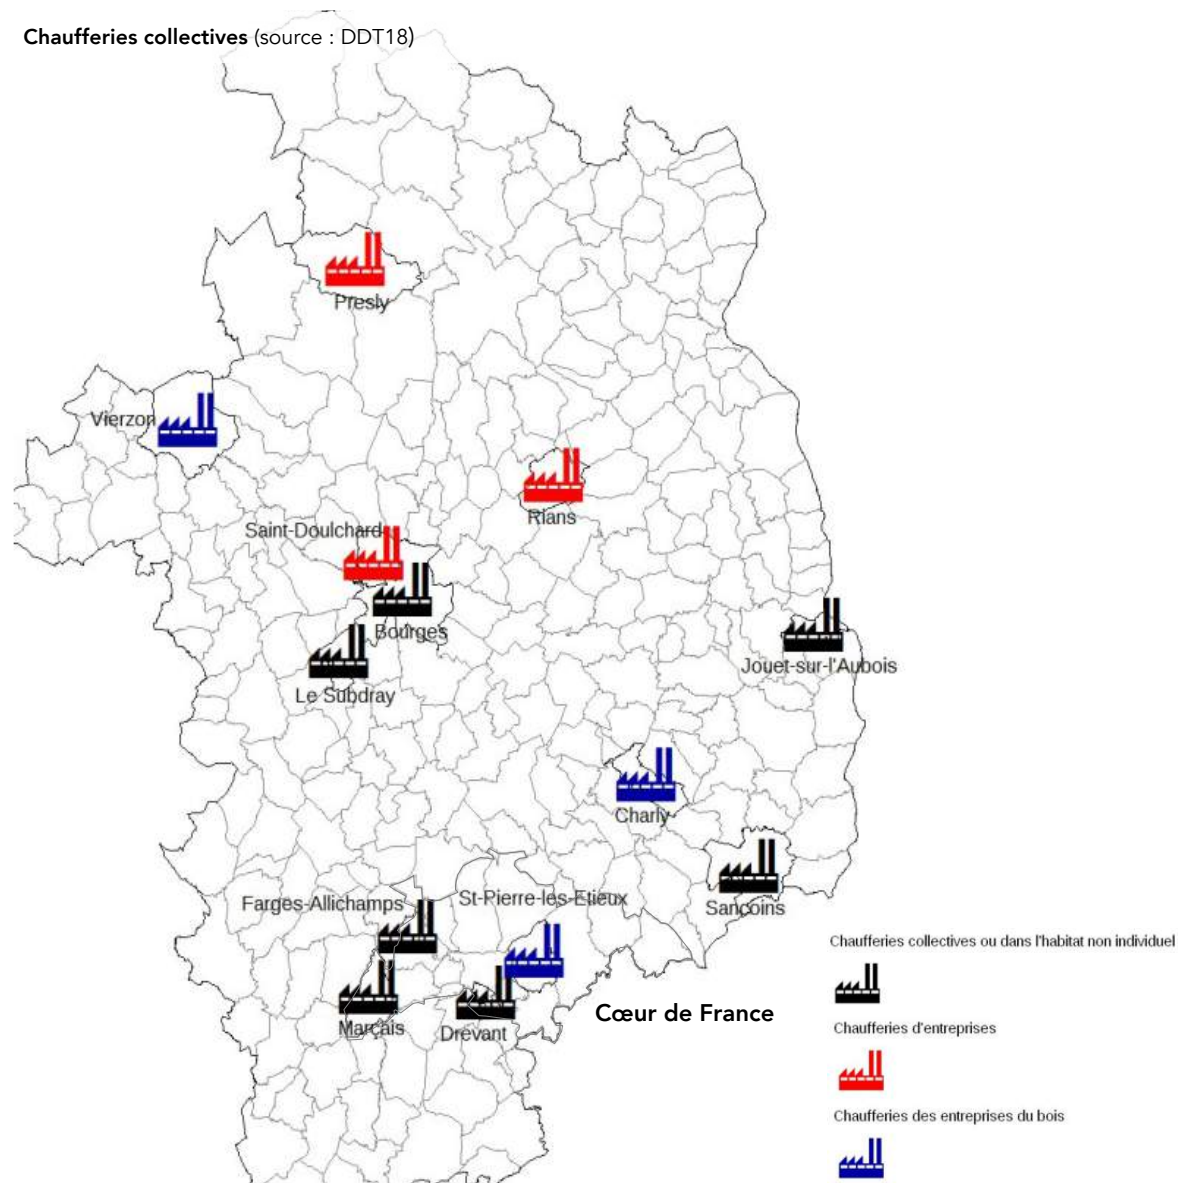 Chaufferies collectives (source : DDT18)
Presly
Vierzon
Rians
Saint-Doulchard
Bourges
Jouet-sur-l'Aubois
Le Subdray
Charly
Farges-Allichamps
St-Pierre-les-Etieux
Sancoins
Chaufferies collectives ou dans l'habitat non individuel
Cœur de France
Marçais
Drevant
Chaufferies d'entreprises
Chaufferies des entreprises du bois